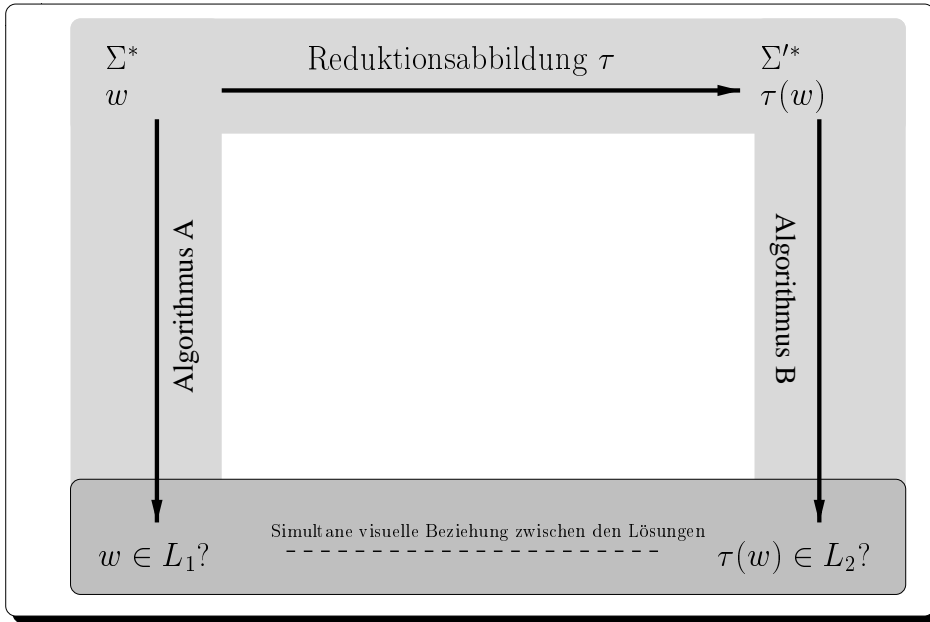 Σ* Reduktionsabbildung τ Σ′*
w τ(w)
Algorithmus A
Algorithmus B
Simultane visuelle Beziehung zwischen den Lösungen
w ∈ L₁? τ(w) ∈ L₂?